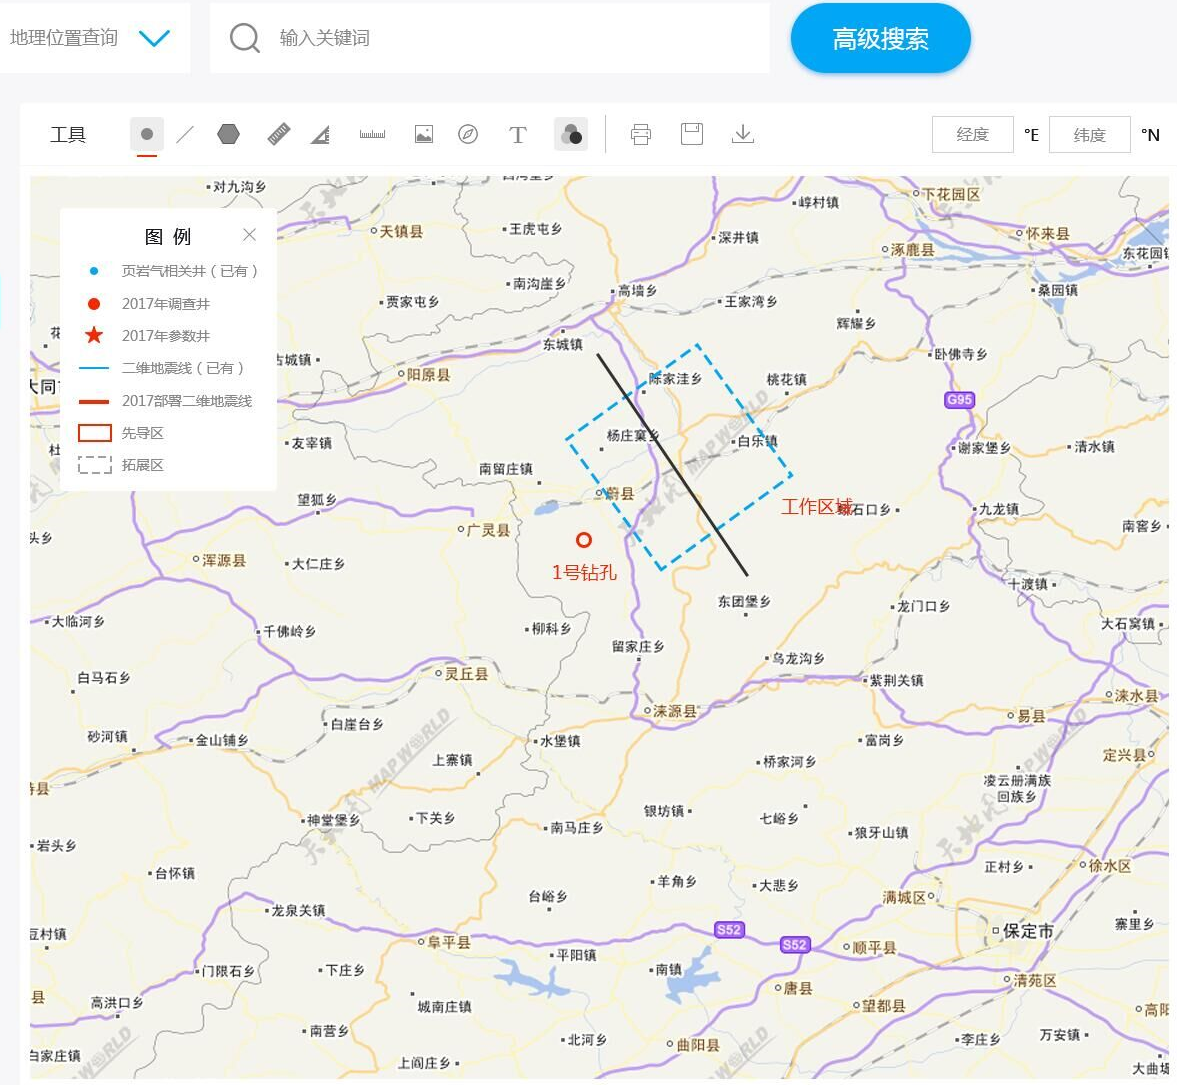 地理位置查询
输入关键词
高级搜索
工具
经度
°E
纬度
°N
图 例
页岩气相关井（已有）
2017年调查井
2017年参数井
二维地震线（已有）
2017部署二维地震线
先导区
拓展区
对九沟乡
天镇县
王虎屯乡
崞村镇
下花园区
深井镇
涿鹿县
怀来县
东花园镇
南沟崖乡
高墙乡
贾家屯乡
王家湾乡
桑园镇
辉耀乡
东城镇
古城镇
卧佛寺乡
大同市
阳原县
陈家洼乡
桃花镇
G95
友宰镇
杨庄窠乡
白乐镇
谢家堡乡
清水镇
南留庄镇
蔚县
望狐乡
工作区域
石口乡
九龙镇
广灵县
南窖乡
头乡
浑源县
大仁庄乡
1号钻孔
十渡镇
东团堡乡
龙门口乡
大临河乡
千佛岭乡
柳科乡
大石窝镇
留家庄乡
乌龙沟乡
白马石乡
灵丘县
紫荆关镇
涞水县
涞源县
易县
白崖台乡
砂河镇
金山铺乡
水堡镇
富岗乡
定兴县
上寨镇
桥家河乡
凌云册满族
回族乡
MAPWORLD
天地图
神堂堡乡
下关乡
南马庄乡
银坊镇
七峪乡
狼牙山镇
岩头乡
正村乡
徐水区
台怀镇
羊角乡
大悲乡
台峪乡
满城区
龙泉关镇
S52
保定市
寨里乡
豆村镇
阜平县
S52
顺平县
平阳镇
门限石乡
下庄乡
南镇
清苑区
唐县
高洪口乡
城南庄镇
望都县
高阳
南营乡
北河乡
曲阳县
李庄乡
万安镇
白家庄镇
上阎庄乡
MAPWORLD